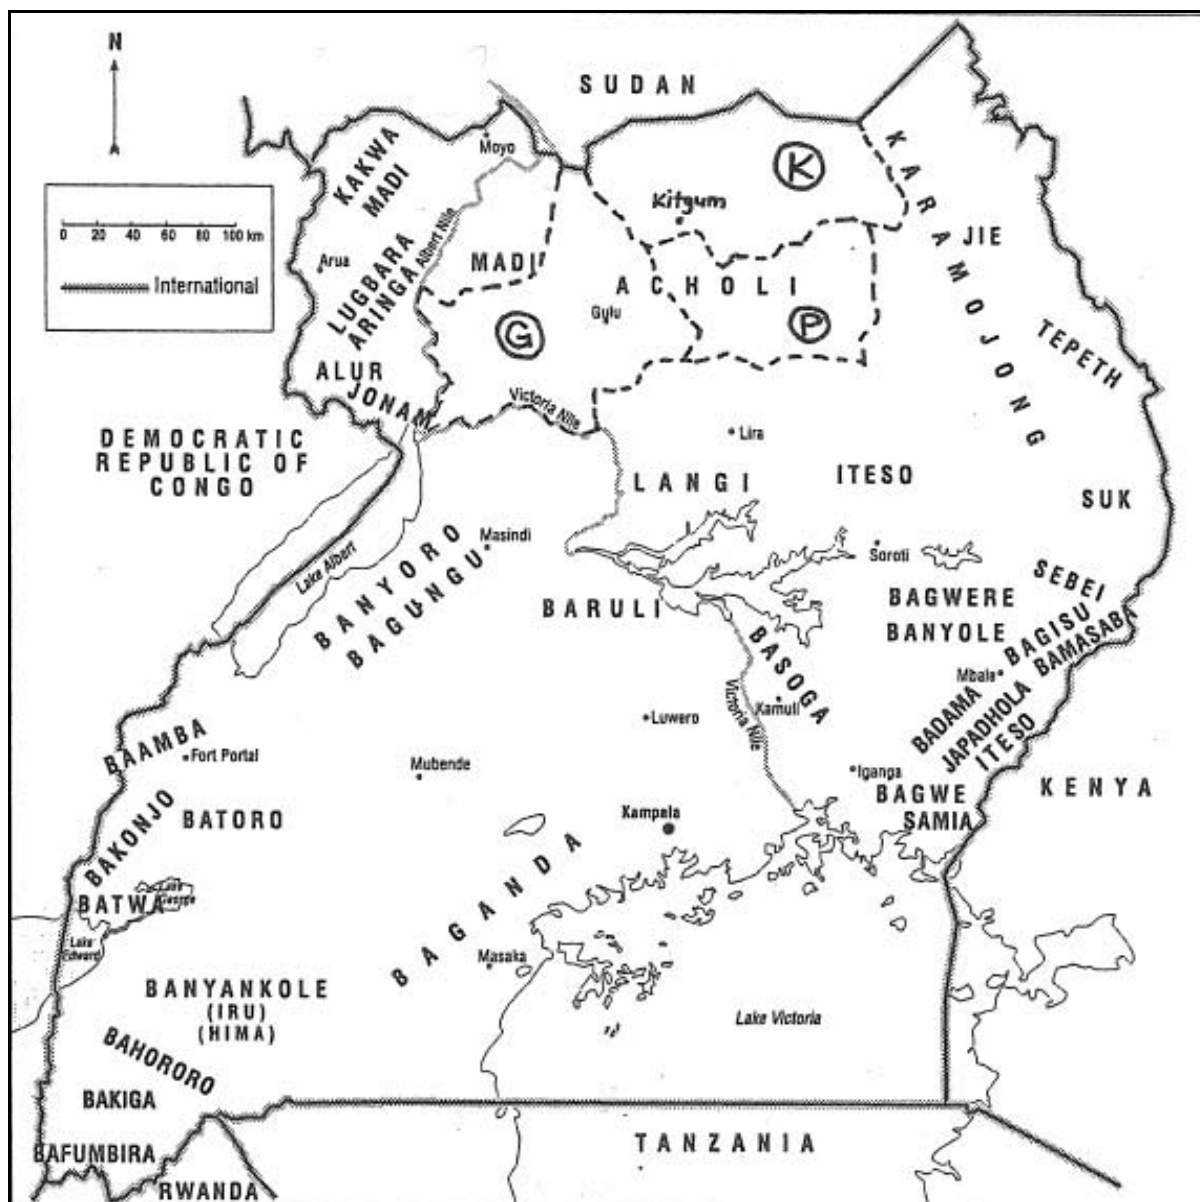 N
SUDAN
KAKWA
MADI
Moyo
K
KARAMOJONG
Kitgum
0 20 40 60 80 100 km
International
Arua
LUGBARA
ARINGA
Albert Nile
MADI
ACHOLI
JIE
G
Gulu
P
TEPETH
ALUR
JONAM
Victoria Nile
DEMOCRATIC
REPUBLIC OF
CONGO
Lira
LANGI
ITESO
SUK
Lake Albert
BANYORO
BAGUNGU
Masindi
Soroti
SEBEI
BARULI
BAGWERE
BANYOLE
BAGISU
BAMASABA
BASOGA
Mbale
Kamuli
Victoria Nile
BADAMA
JAPADHOLA
ITESO
Luwero
BAAMBA
Fort Portal
Mubende
Iganga
BAGWE
SAMIA
KENYA
BAKONJO
BATORO
Kampala
BAGANDA
BATWA
Lake
George
Lake
Edward
Masaka
BANYANKOLE
(IRU)
(HIMA)
Lake Victoria
BAHORORO
BAKIGA
BAFUMBIRA
RWANDA
TANZANIA